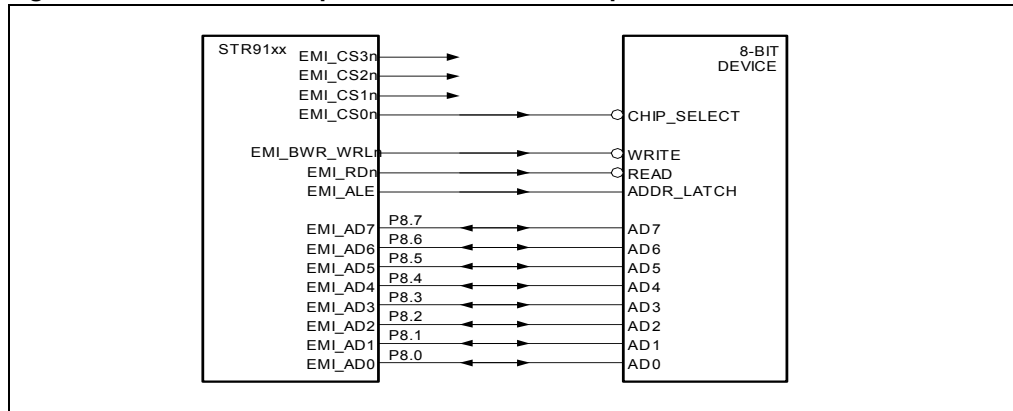 STR91xx
8-BIT
DEVICE
EMI_CS3n
EMI_CS2n
EMI_CS1n
EMI_CS0n
CHIP_SELECT
EMI_BWR_WRLn
WRITE
EMI_RDn
READ
EMI_ALE
ADDR_LATCH
EMI_AD7 P8.7 AD7
EMI_AD6 P8.6 AD6
EMI_AD5 P8.5 AD5
EMI_AD4 P8.4 AD4
EMI_AD3 P8.3 AD3
EMI_AD2 P8.2 AD2
EMI_AD1 P8.1 AD1
EMI_AD0 P8.0 AD0